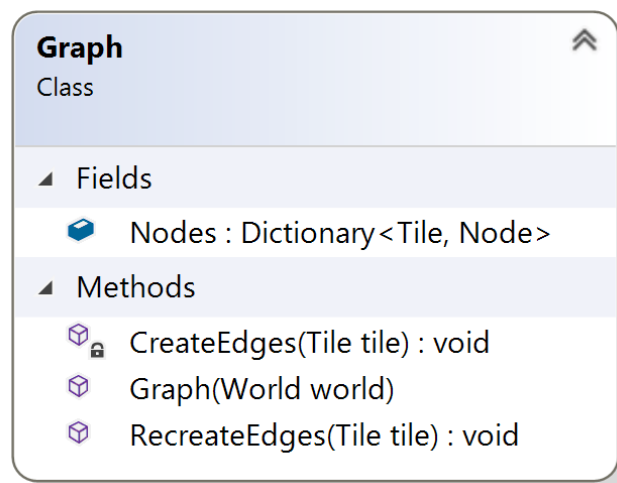 Graph
Class
Fields
Nodes : Dictionary<Tile, Node>
Methods
CreateEdges(Tile tile) : void
Graph(World world)
RecreateEdges(Tile tile) : void